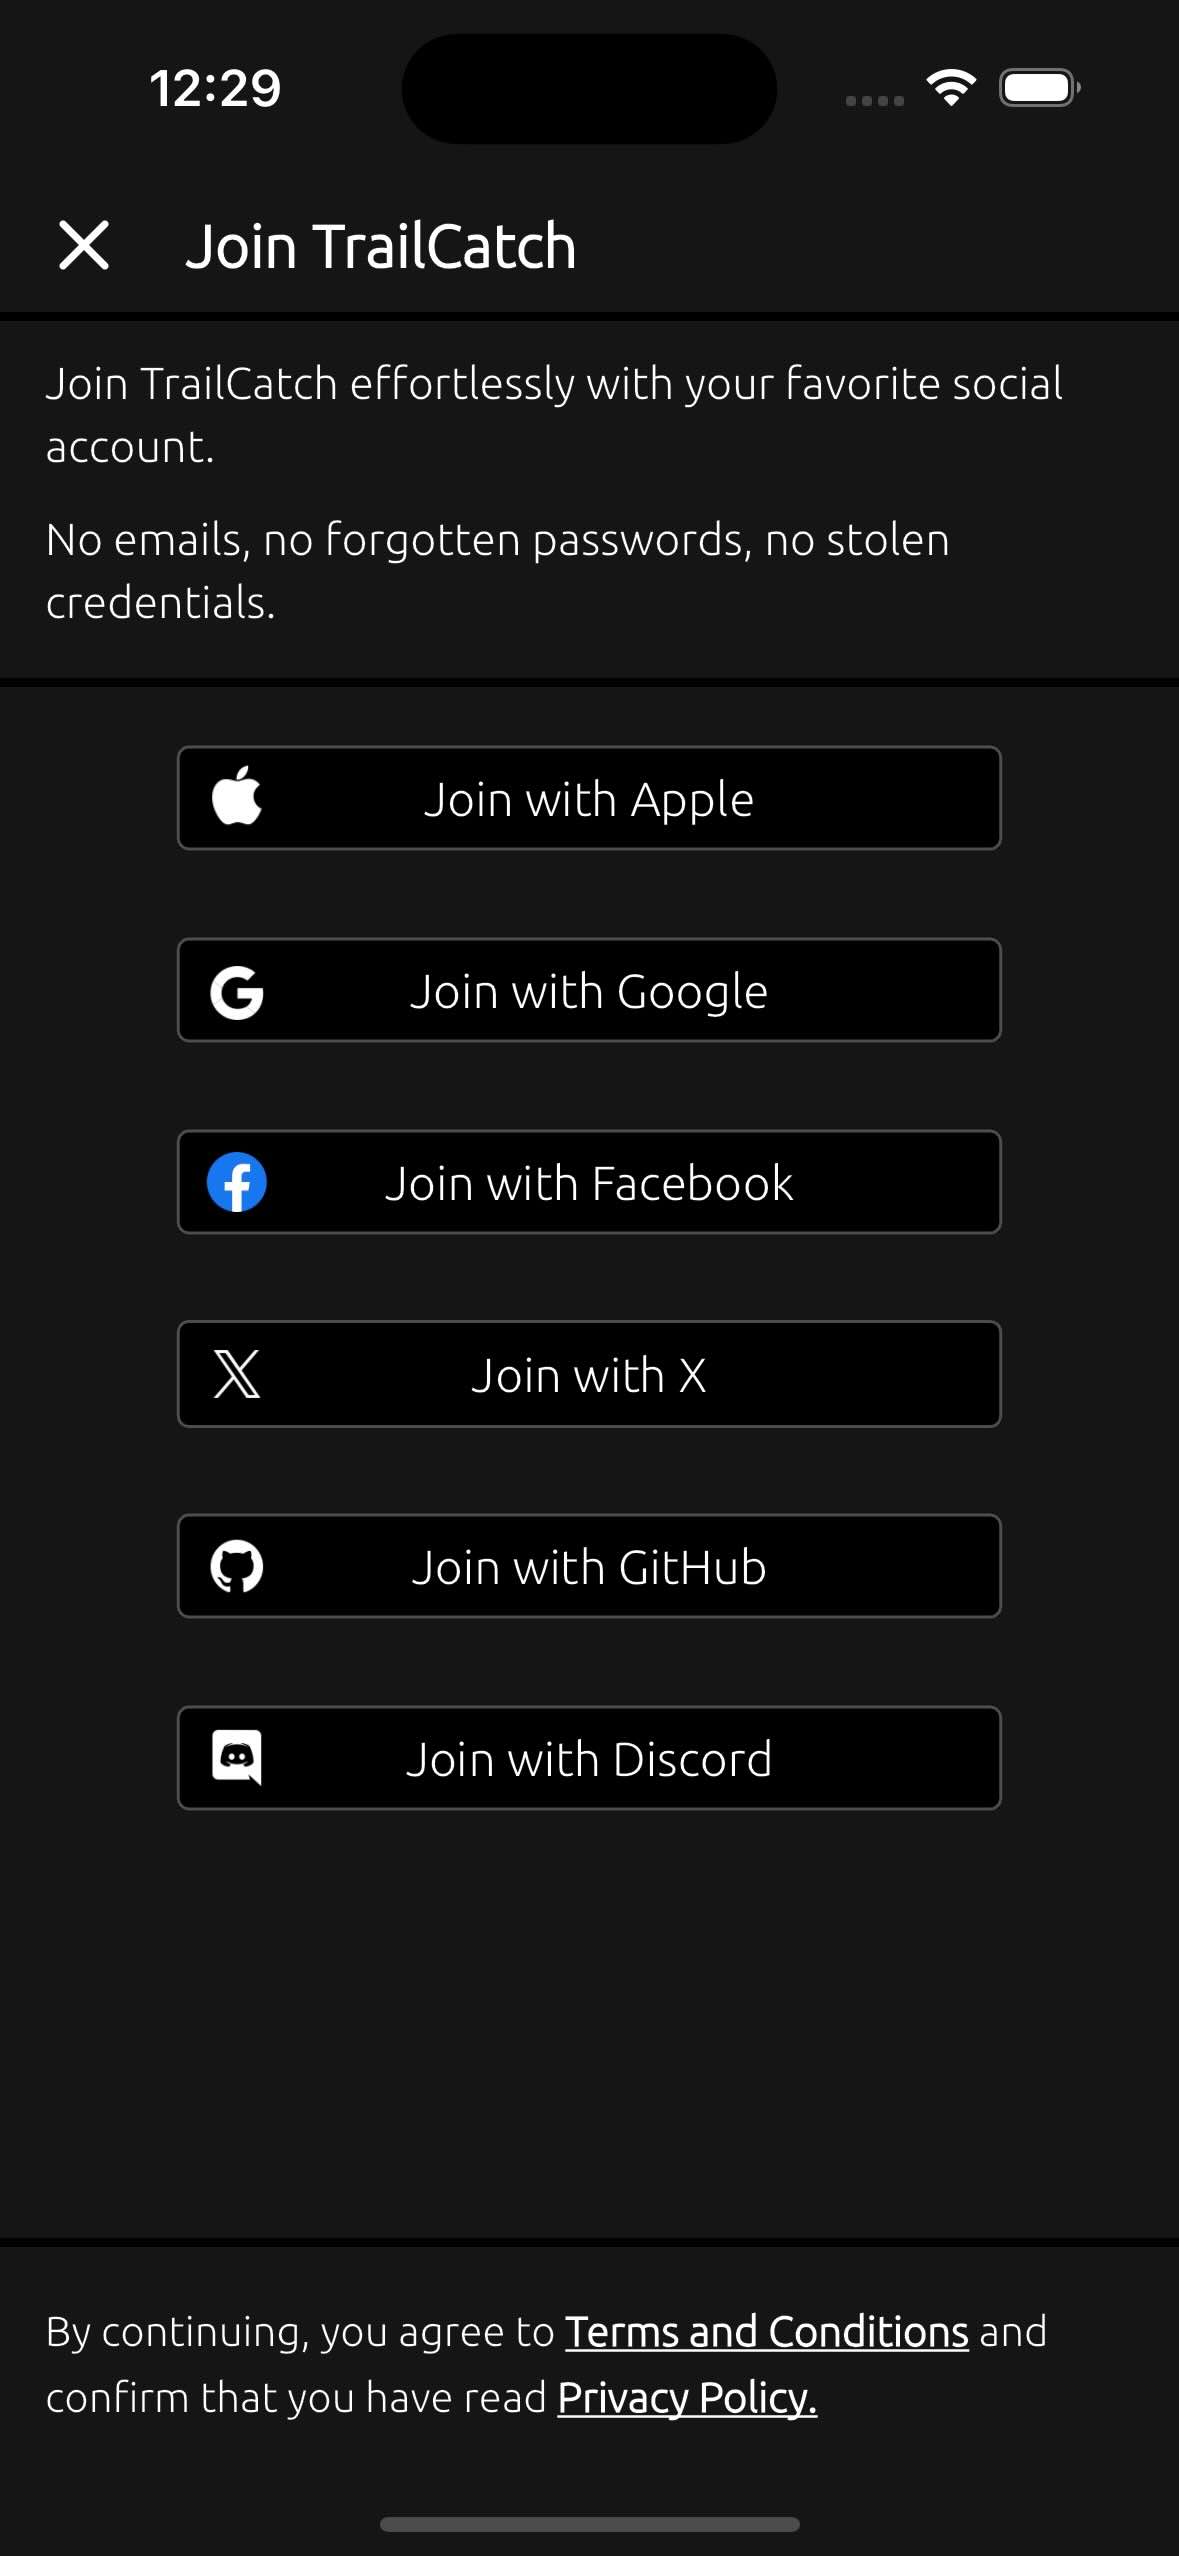 12:29
Join TrailCatch
Join TrailCatch effortlessly with your favorite social
account.
No emails, no forgotten passwords, no stolen
credentials.
Join with Apple
Join with Google
Join with Facebook
Join with X
Join with GitHub
Join with Discord
By continuing, you agree to Terms and Conditions and
confirm that you have read Privacy Policy.